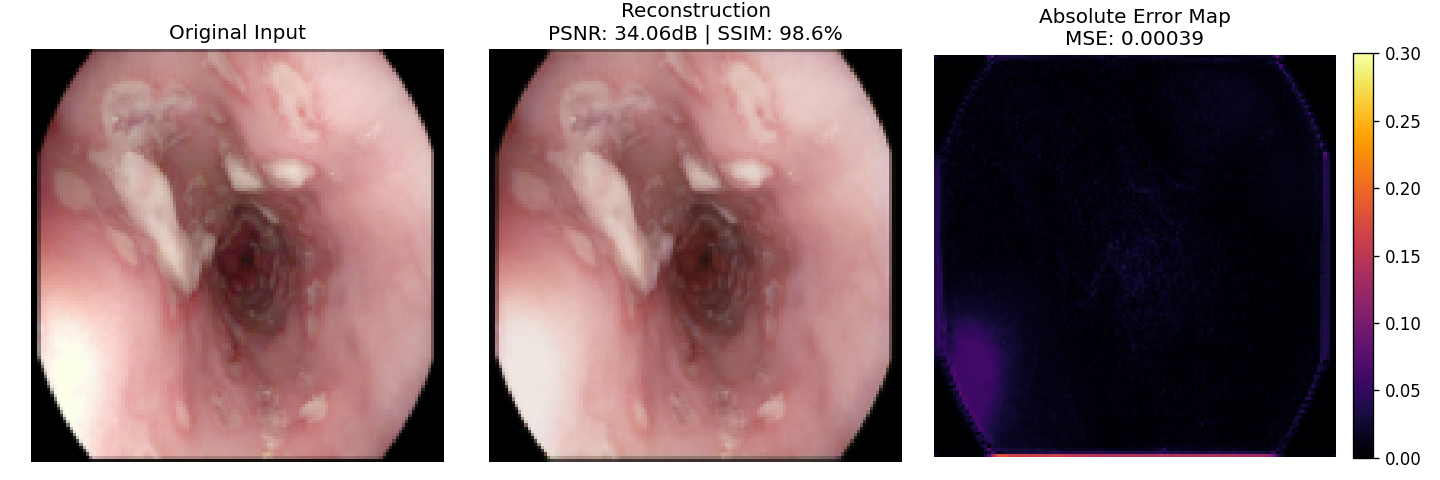 Original Input
Reconstruction
PSNR: 34.06dB | SSIM: 98.6%
Absolute Error Map
MSE: 0.00039
0.30
0.25
0.20
0.15
0.10
0.05
0.00